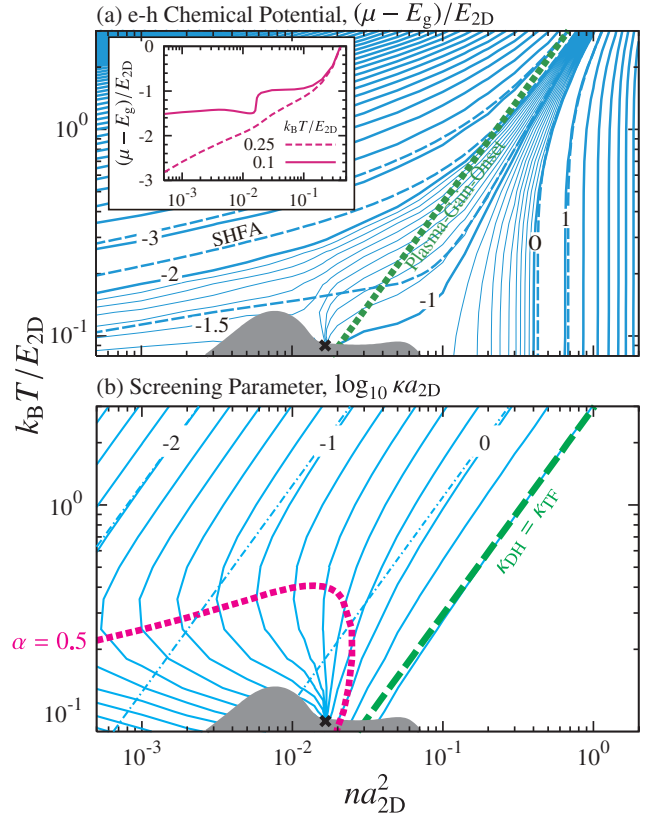 (a) e-h Chemical Potential, (μ − E_g)/E_2D
(μ − E_g)/E_2D
0
-1
-2
-3
k_BT/E_2D
0.25
0.1
10^-3
10^-2
10^-1
-3
SHFA
-2
-1.5
-1
0
1
Plasma-Gain-Onset
10^0
10^-1
k_BT/E_2D
(b) Screening Parameter, log_10 κa_2D
-2
-1
0
κ_DH = κ_TF
α = 0.5
10^0
10^-1
10^-3
10^-2
10^-1
10^0
na_2D^2